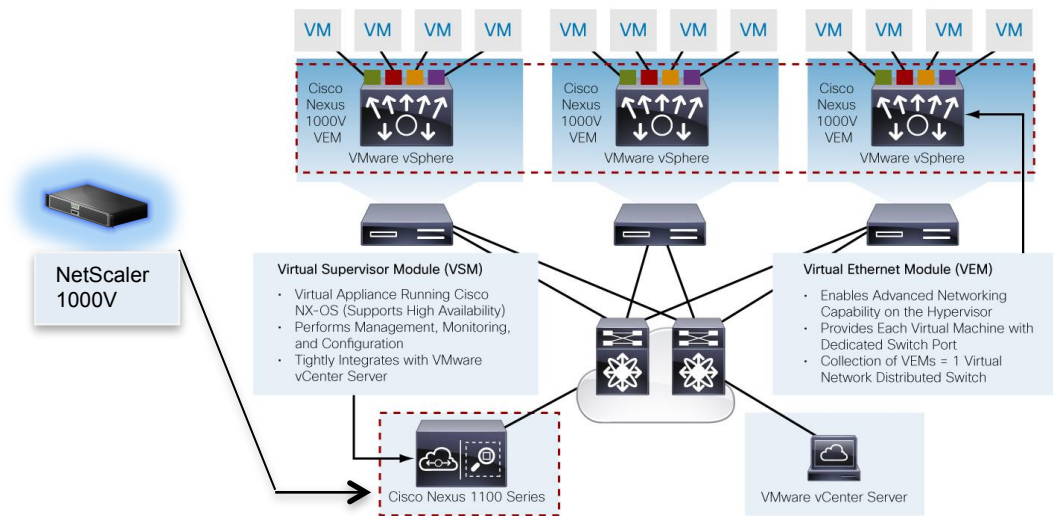 VM VM VM VM VM VM VM VM VM VM VM VM
Cisco
Nexus
1000V
VEM
VMware vSphere
Cisco
Nexus
1000V
VEM
VMware vSphere
Cisco
Nexus
1000V
VEM
VMware vSphere
NetScaler
1000V
Virtual Supervisor Module (VSM)
• Virtual Appliance Running Cisco
NX-OS (Supports High Availability)
• Performs Management, Monitoring,
and Configuration
• Tightly Integrates with VMware
vCenter Server
Virtual Ethernet Module (VEM)
• Enables Advanced Networking
Capability on the Hypervisor
• Provides Each Virtual Machine with
Dedicated Switch Port
• Collection of VEMs = 1 Virtual
Network Distributed Switch
Cisco Nexus 1100 Series
VMware vCenter Server